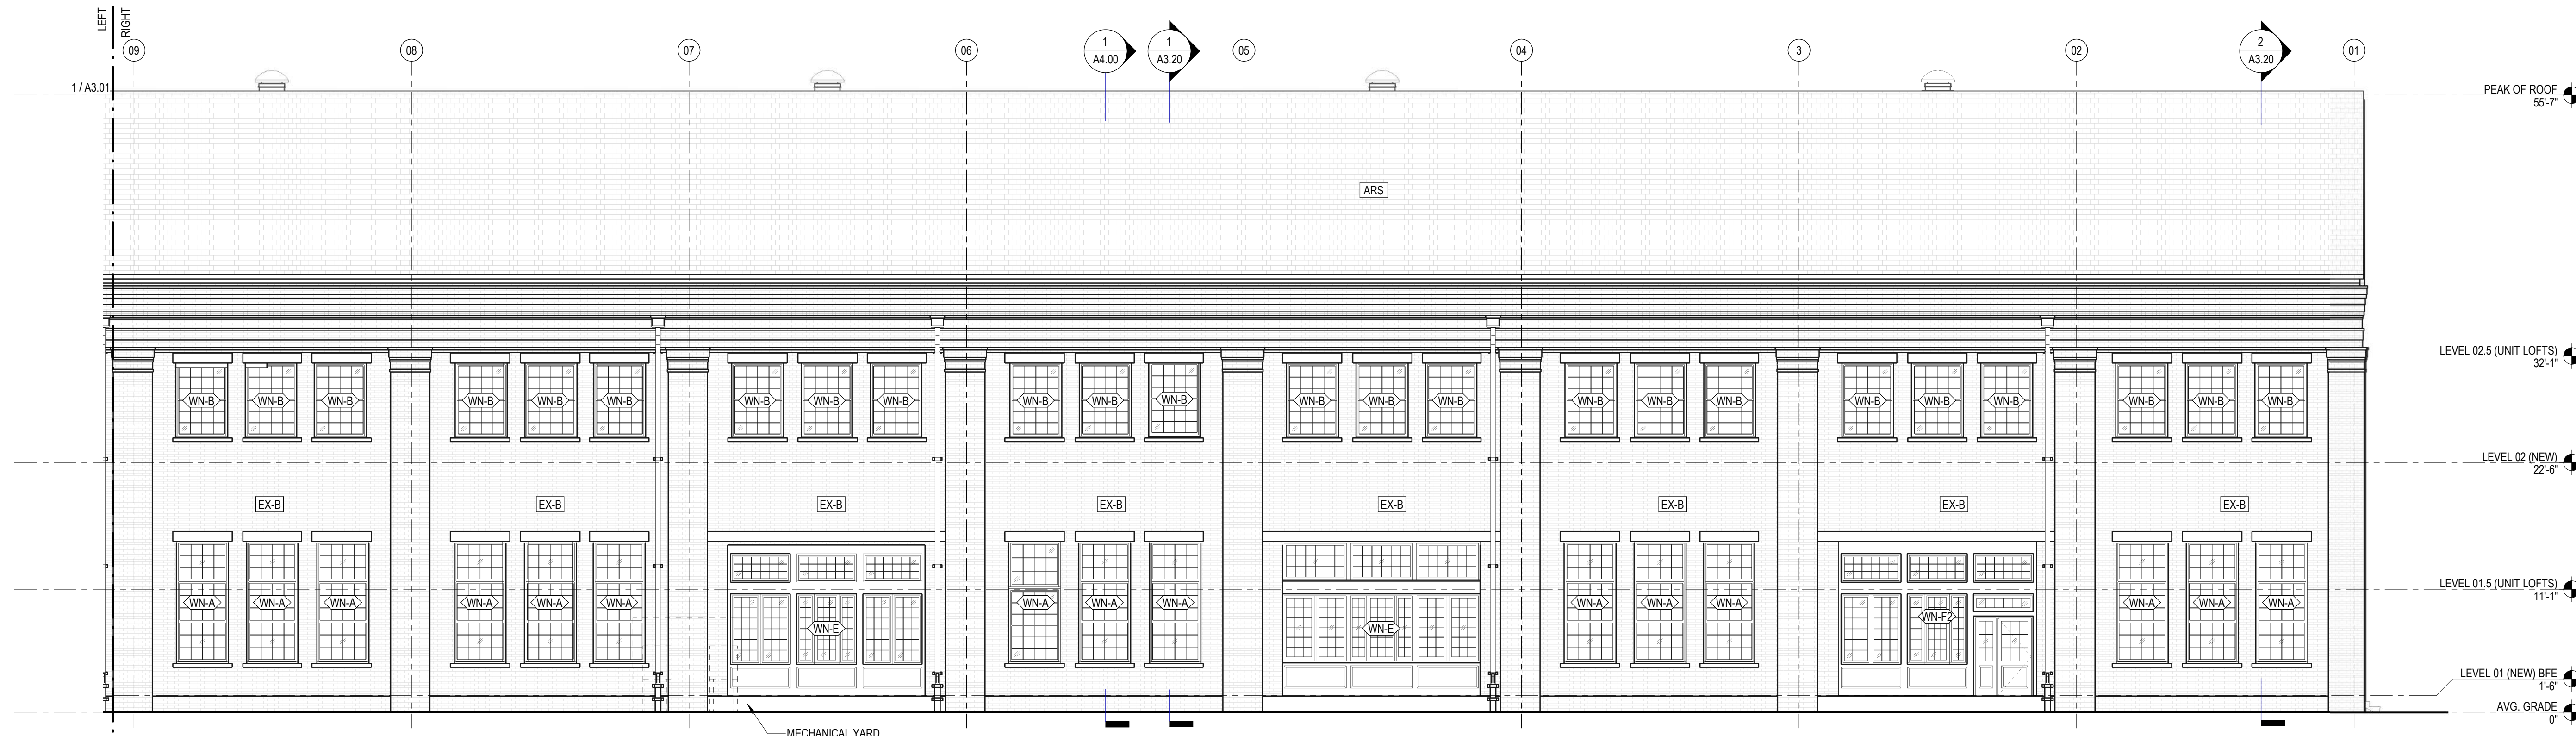 LEFT
RIGHT
09
08
07
06
1
A4.00
1
A3.20
05
04
3
02
2
A3.20
01
1 / A3.01
PEAK OF ROOF
55'-7"
ARS
LEVEL 02.5 (UNIT LOFTS)
32'-1"
WN-B WN-B WN-B WN-B WN-B WN-B WN-B WN-B WN-B WN-B WN-B WN-B WN-B WN-B WN-B WN-B WN-B WN-B WN-B WN-B WN-B WN-B WN-B WN-B
LEVEL 02 (NEW)
22'-6"
EX-B EX-B EX-B EX-B EX-B EX-B EX-B EX-B
LEVEL 01.5 (UNIT LOFTS)
11'-1"
WN-A WN-A WN-A WN-A WN-A WN-A WN-E WN-A WN-A WN-A WN-E WN-A WN-A WN-A WN-F2 WN-A WN-A WN-A
LEVEL 01 (NEW) BFE
1'-6"
AVG. GRADE
0"
MECHANICAL YARD